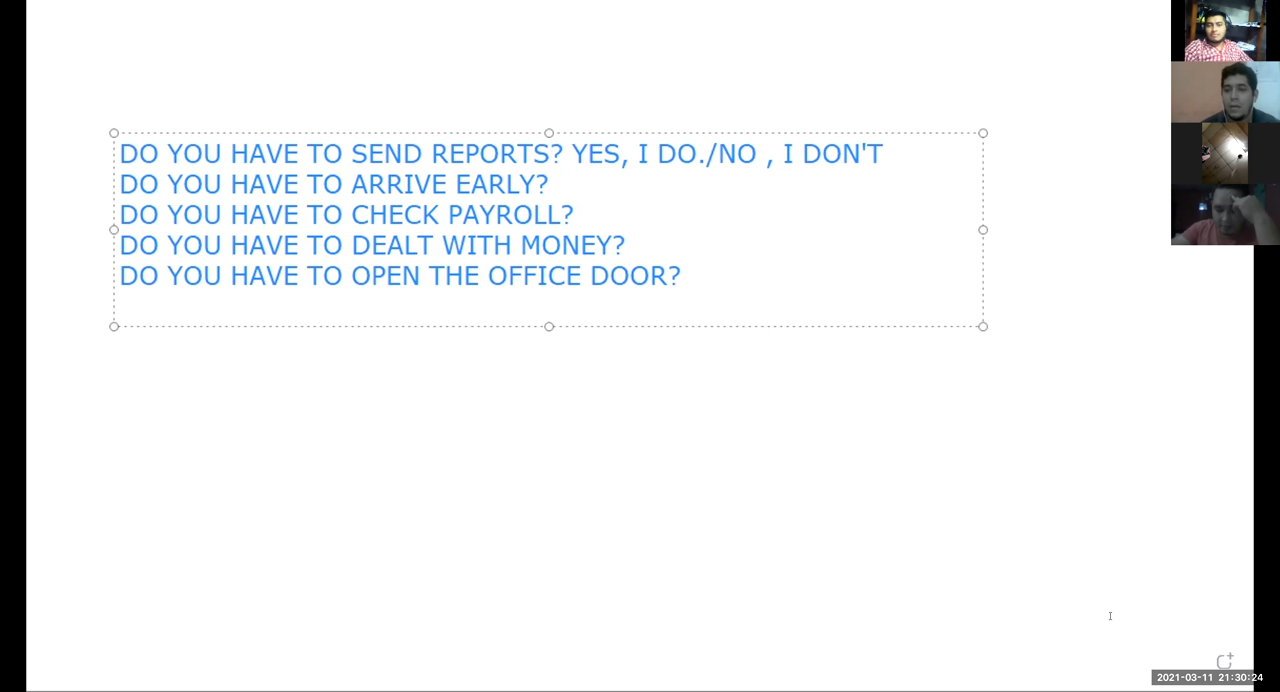 DO YOU HAVE TO SEND REPORTS? YES, I DO./NO , I DON'T
DO YOU HAVE TO ARRIVE EARLY?
DO YOU HAVE TO CHECK PAYROLL?
DO YOU HAVE TO DEALT WITH MONEY?
DO YOU HAVE TO OPEN THE OFFICE DOOR?
2021-03-11 21:30:24